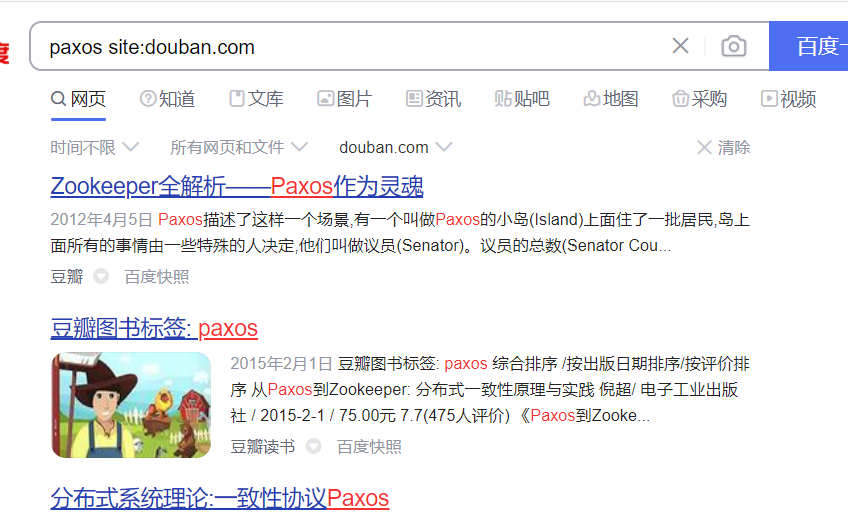 度
paxos site:douban.com
百度一
网页 知道 文库 图片 资讯 贴吧 地图 采购 视频
时间不限 所有网页和文件 douban.com 清除
Zookeeper全解析——Paxos作为灵魂
2012年4月5日 Paxos描述了这样一个场景,有一个叫做Paxos的小岛(Island)上面住了一批居民,岛上
面所有的事情由一些特殊的人决定,他们叫做议员(Senator)。议员的总数(Senator Cou...
豆瓣 百度快照
豆瓣图书标签: paxos
2015年2月1日 豆瓣图书标签: paxos 综合排序 /按出版日期排序/按评价排
序 从Paxos到Zookeeper: 分布式一致性原理与实践 倪超/ 电子工业出版
社 / 2015-2-1 / 75.00元 7.7(475人评价) 《Paxos到Zooke...
豆瓣读书 百度快照
分布式系统理论:一致性协议Paxos